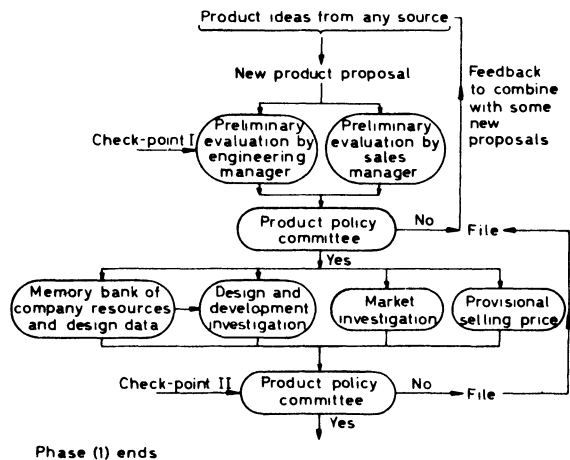 Product ideas from any source
New product proposal
Feedback
to combine
with some
new
proposals
Check-point I
Preliminary
evaluation by
engineering
manager
Preliminary
evaluation by
sales
manager
Product policy
committee
No
File
Yes
Memory bank of
company resources
and design data
Design and
development
investigation
Market
investigation
Provisional
selling price
Check-point II
Product policy
committee
No
File
Yes
Phase (1) ends